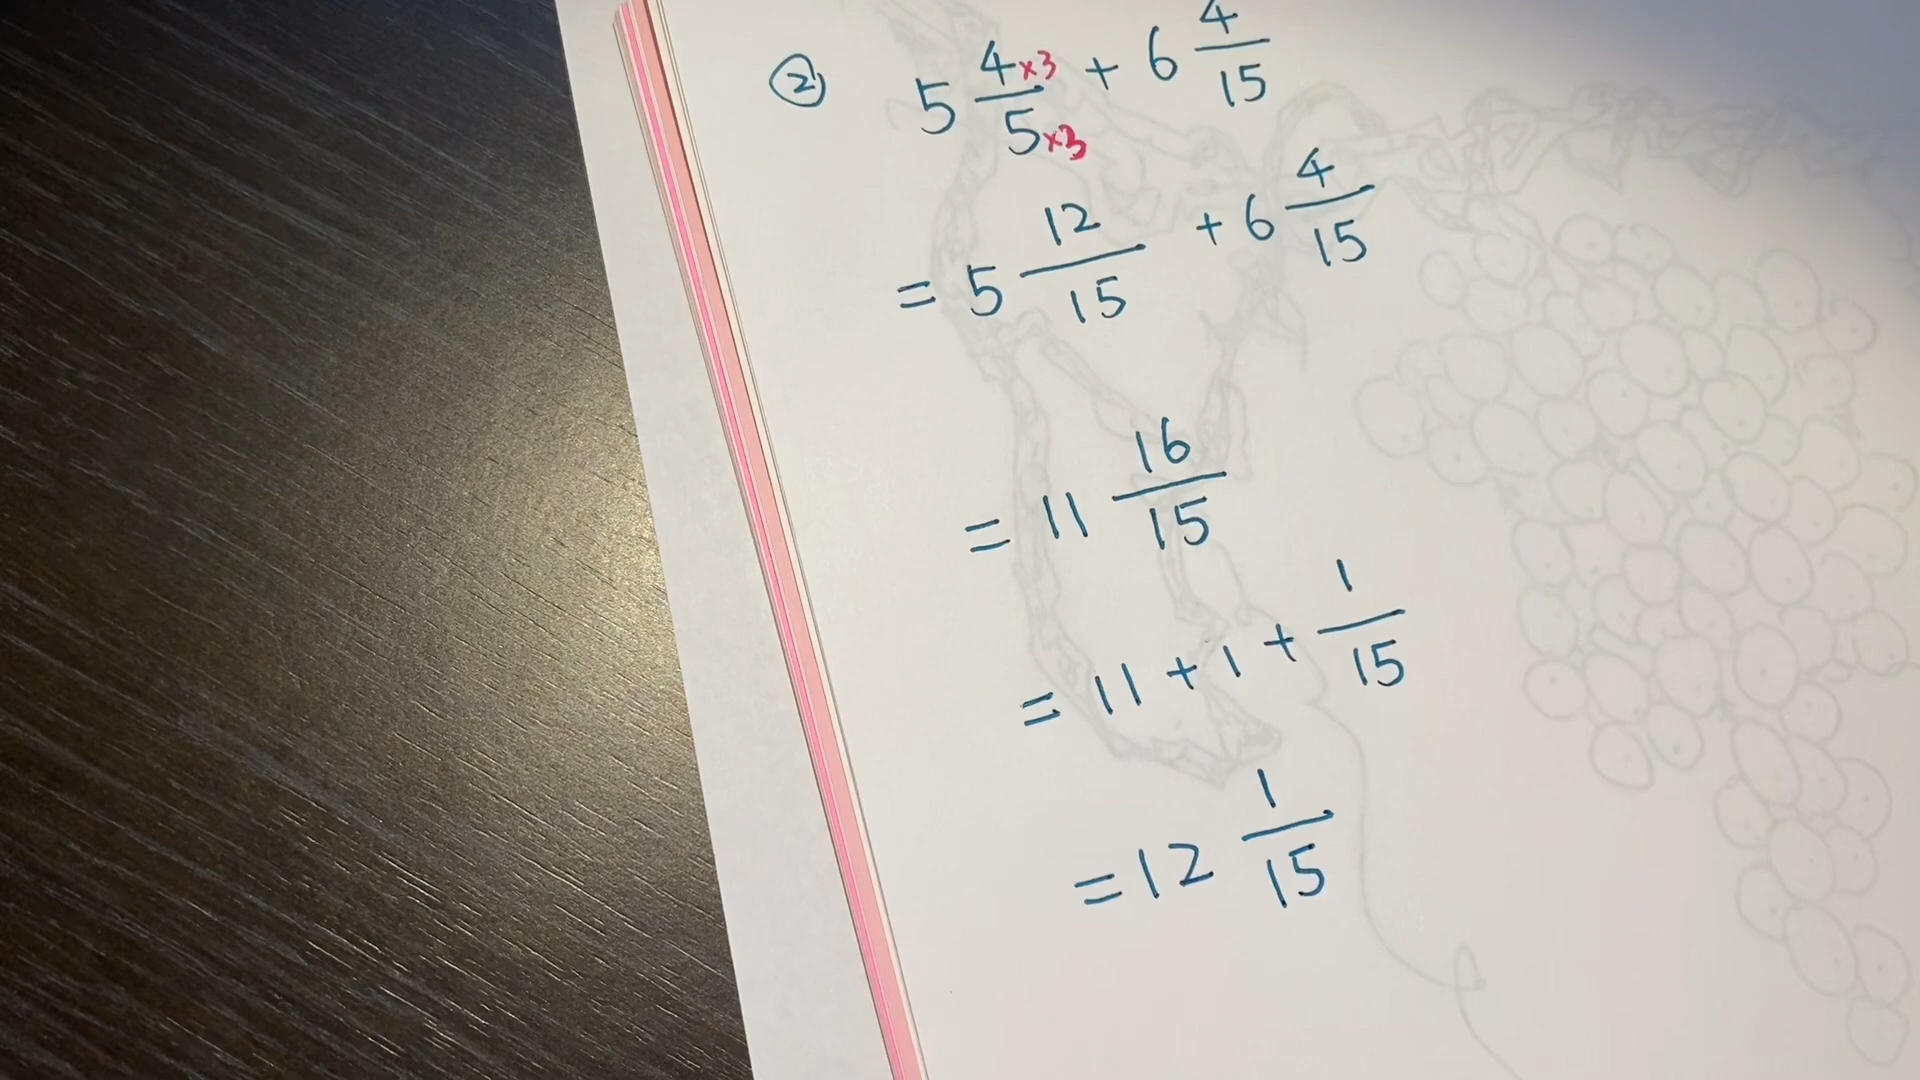 ② 5 4×3/5×3 + 6 4/15
= 5 12/15 + 6 4/15
= 11 16/15
= 11 + 1 + 1/15
= 12 1/15